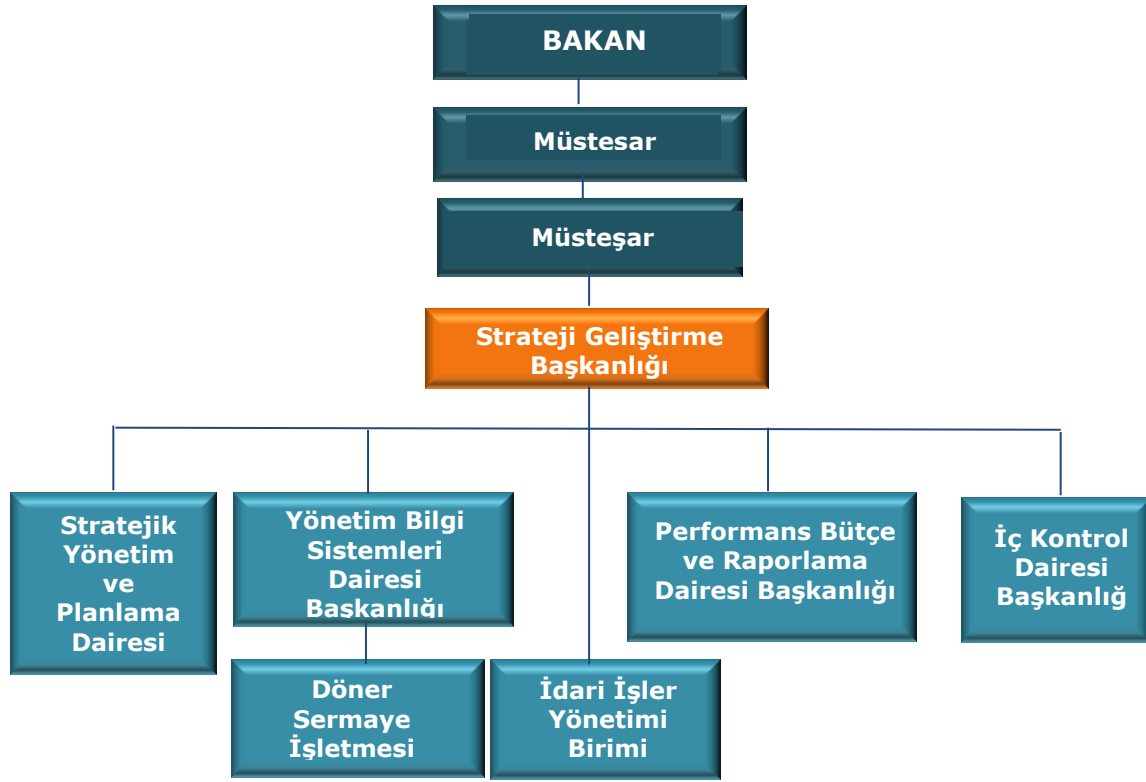 BAKAN
Müstesar
Müsteşar
Strateji Geliştirme
Başkanlığı
Stratejik
Yönetim
ve
Planlama
Dairesi
Yönetim Bilgi
Sistemleri
Dairesi
Başkanlığı
Performans Bütçe
ve Raporlama
Dairesi Başkanlığı
İç Kontrol
Dairesi
Başkanlığ
Döner
Sermaye
İşletmesi
İdari İşler
Yönetimi
Birimi